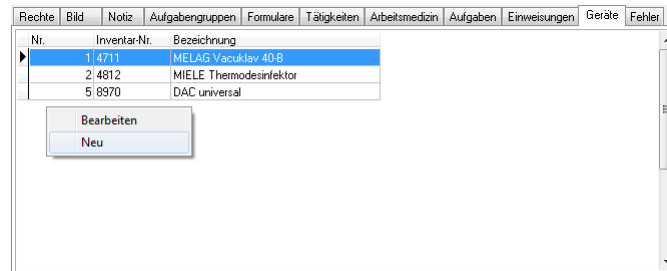 Rechte Bild Notiz Aufgabengruppen Formulare Tätigkeiten Arbeitsmedizin Aufgaben Einweisungen Geräte Fehler
Nr. Inventar-Nr. Bezeichnung
1 4711 MELAG Vacuklav 40-B
2 4812 MIELE Thermodesinfektor
5 8970 DAC universal
Bearbeiten
Neu